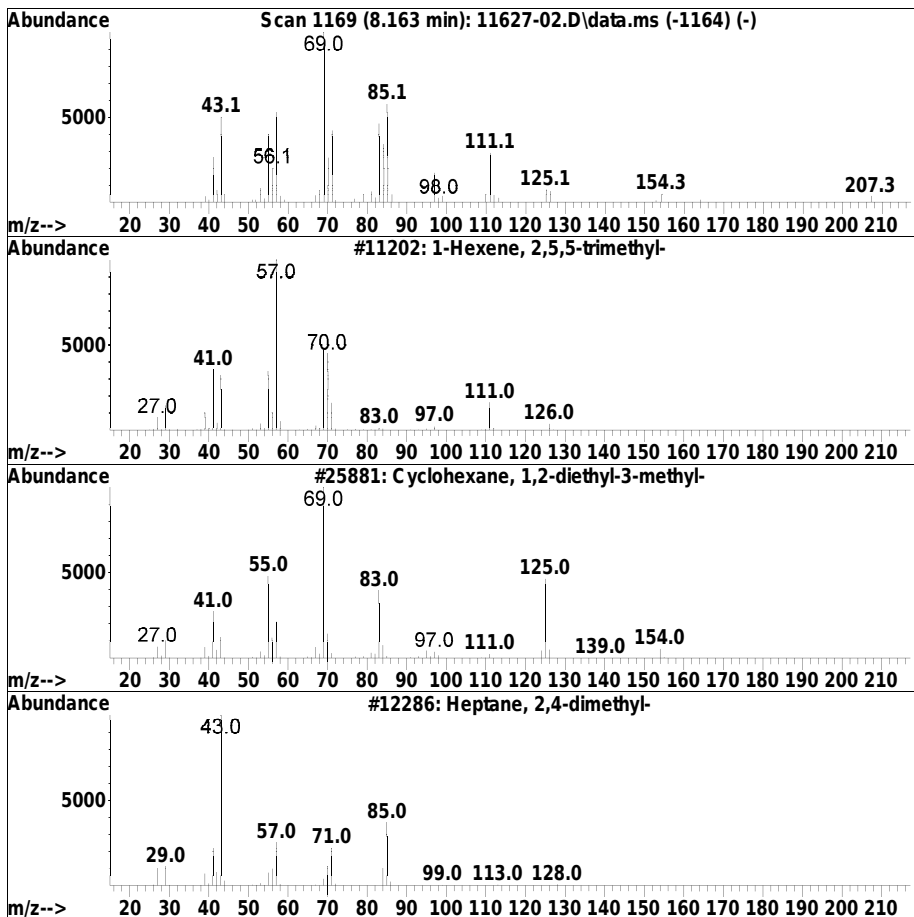 Abundance Scan 1169 (8.163 min): 11627-02.D\data.ms (-1164) (-)
69.0
43.1 85.1
5000
111.1
56.1
125.1 154.3 207.3
98.0
m/z--> 20 30 40 50 60 70 80 90 100 110 120 130 140 150 160 170 180 190 200 210
Abundance #11202: 1-Hexene, 2,5,5-trimethyl-
57.0
5000 70.0
41.0
27.0 111.0
83.0 97.0 126.0
m/z--> 20 30 40 50 60 70 80 90 100 110 120 130 140 150 160 170 180 190 200 210
Abundance #25881: Cyclohexane, 1,2-diethyl-3-methyl-
69.0
5000 55.0 125.0
41.0 83.0
27.0 97.0 111.0 139.0 154.0
m/z--> 20 30 40 50 60 70 80 90 100 110 120 130 140 150 160 170 180 190 200 210
Abundance #12286: Heptane, 2,4-dimethyl-
43.0
5000 85.0
57.0 71.0
29.0
99.0 113.0 128.0
m/z--> 20 30 40 50 60 70 80 90 100 110 120 130 140 150 160 170 180 190 200 210